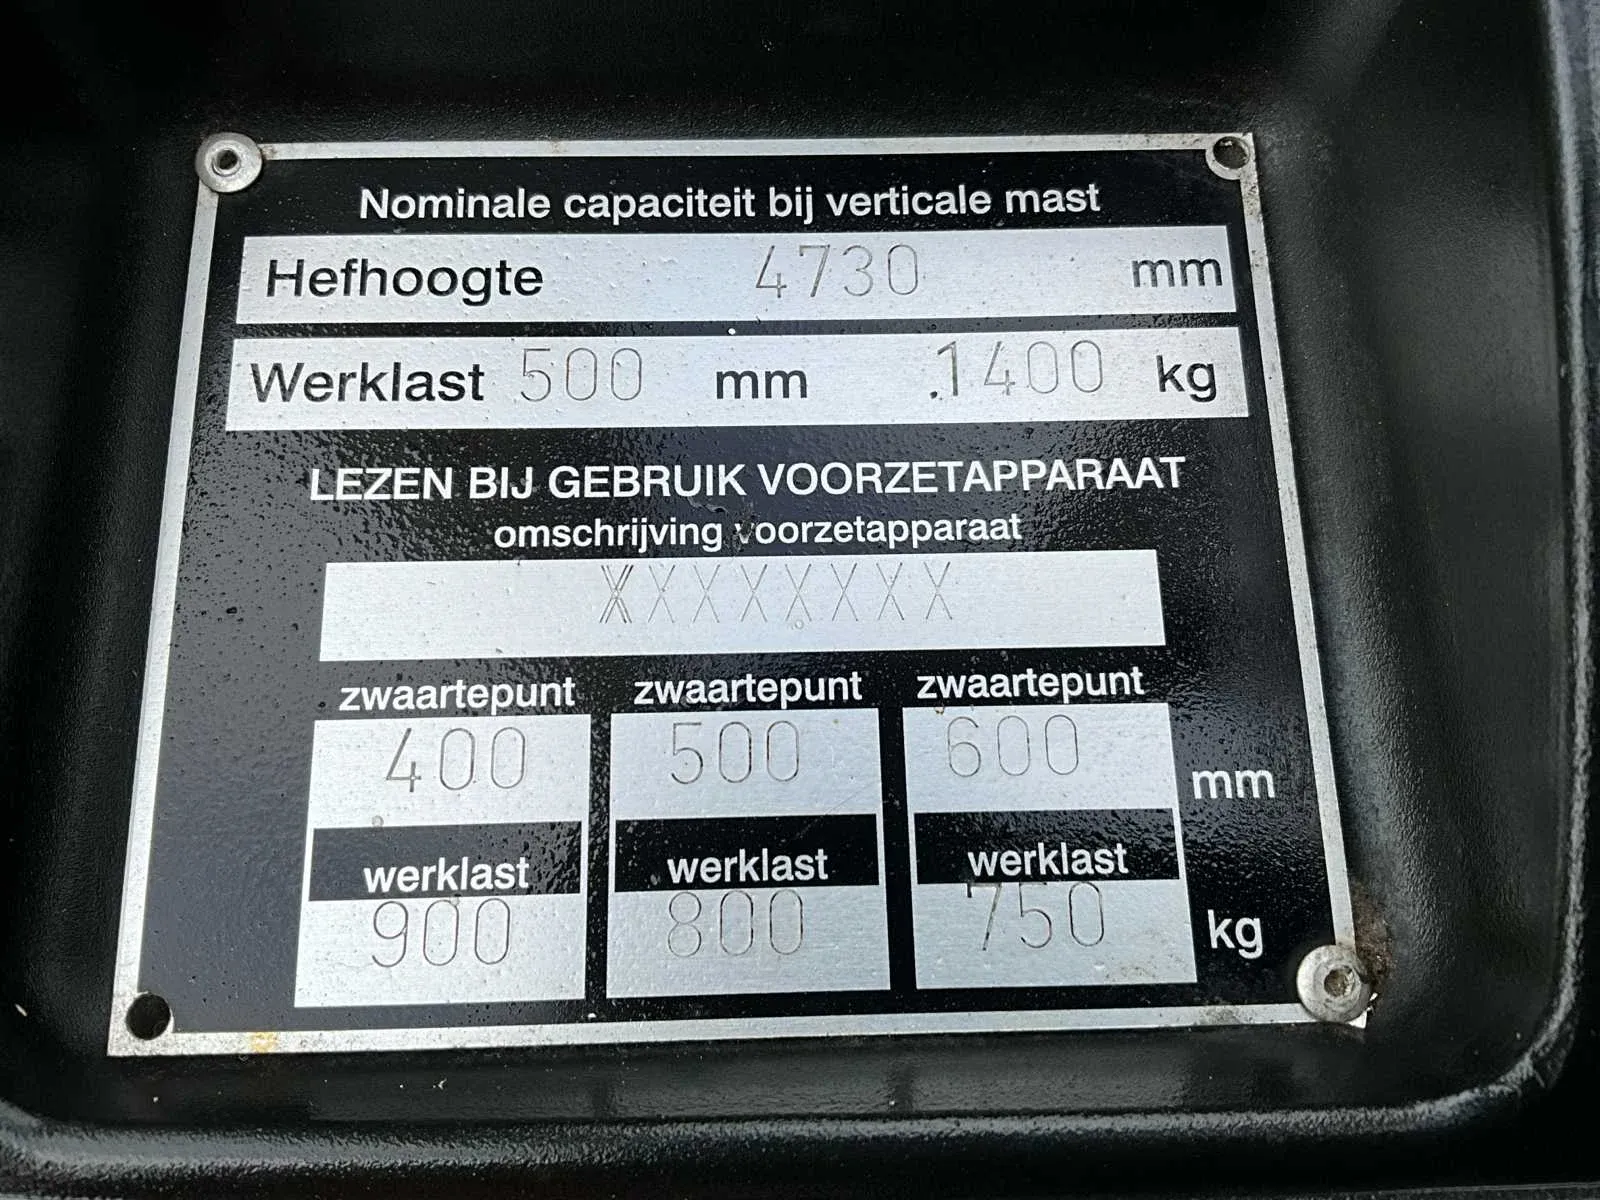 Nominale capaciteit bij verticale mast
Hefhoogte 4730 mm
Werklast 500 mm 1400 kg
LEZEN BIJ GEBRUIK VOORZETAPPARAAT
omschrijving voorzetapparaat
XXXXXXXX
zwaartepunt zwaartepunt zwaartepunt
400 500 600 mm
werklast werklast werklast
900 800 750 kg